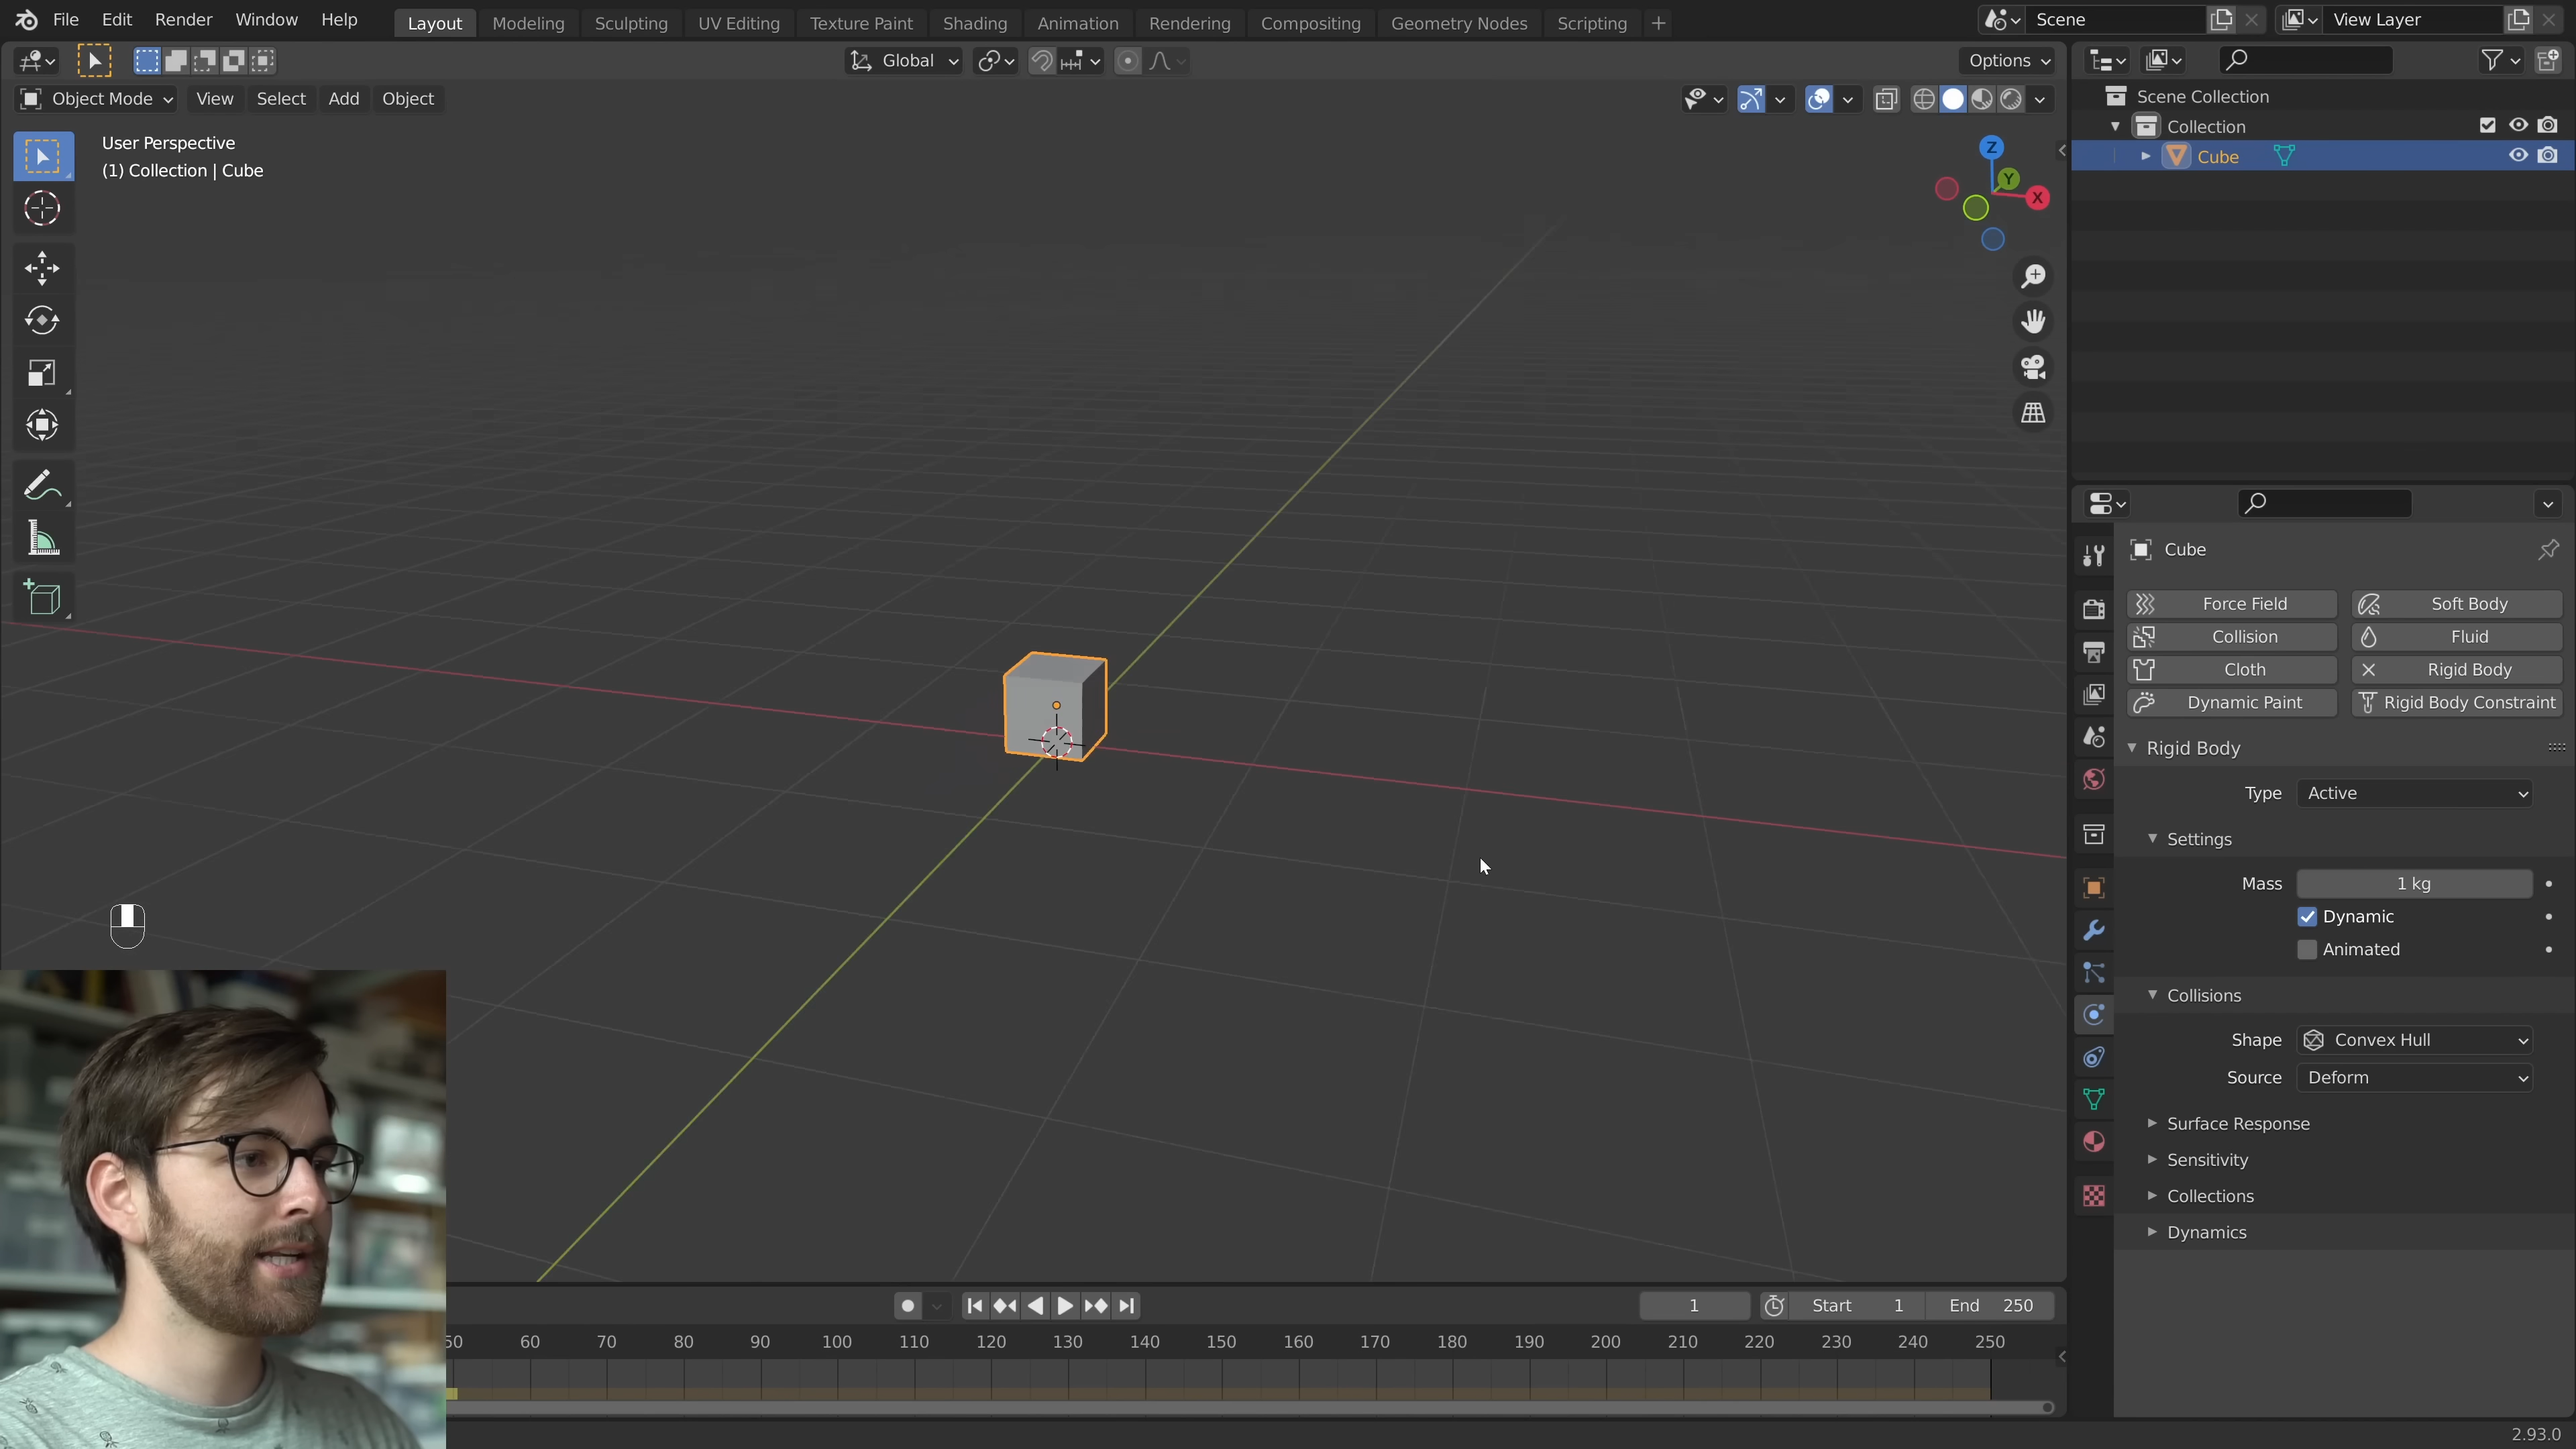 File Edit Render Window Help Layout Modeling Sculpting UV Editing Texture Paint Shading Animation Rendering Compositing Geometry Nodes Scripting + Scene View Layer
Global Options
Object Mode View Select Add Object
Scene Collection
Collection
Cube
User Perspective
(1) Collection | Cube
Z
Y
X
Cube
Force Field Soft Body
Collision Fluid
Cloth Rigid Body
Dynamic Paint Rigid Body Constraint
Rigid Body
Type Active
Settings
Mass 1 kg
Dynamic
Animated
Collisions
Shape Convex Hull
Source Deform
Surface Response
Sensitivity
Collections
Dynamics
1 Start 1 End 250
60 70 80 90 100 110 120 130 140 150 160 170 180 190 200 210 220 230 240 250
2.93.0